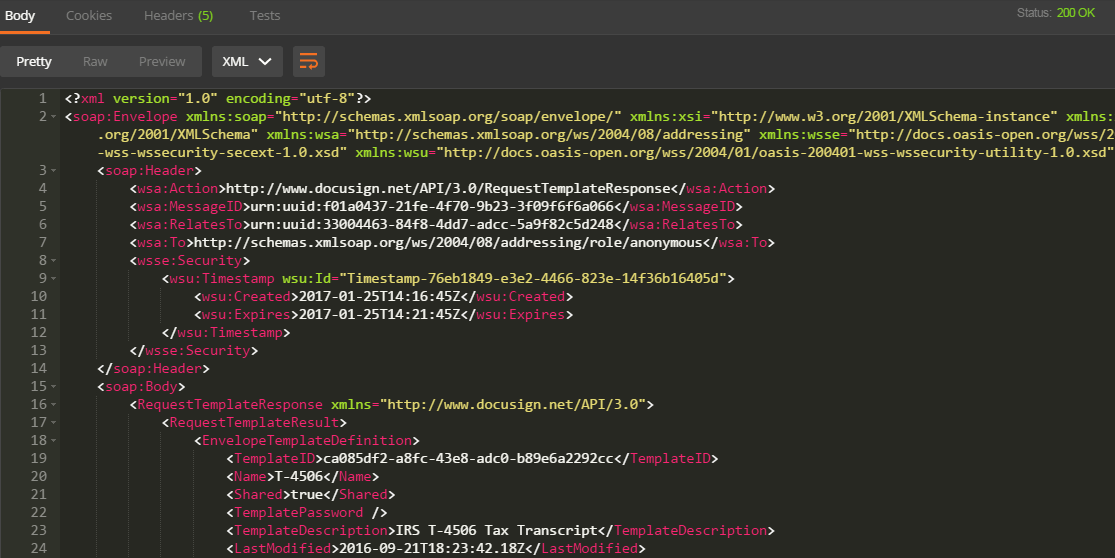 Body Cookies Headers (5) Tests Status: 200 OK
Pretty Raw Preview XML
1 <?xml version="1.0" encoding="utf-8"?>
2 <soap:Envelope xmlns:soap="http://schemas.xmlsoap.org/soap/envelope/" xmlns:xsi="http://www.w3.org/2001/XMLSchema-instance" xmlns:
.org/2001/XMLSchema" xmlns:wsa="http://schemas.xmlsoap.org/ws/2004/08/addressing" xmlns:wsse="http://docs.oasis-open.org/wss/2
-wss-wssecurity-secext-1.0.xsd" xmlns:wsu="http://docs.oasis-open.org/wss/2004/01/oasis-200401-wss-wssecurity-utility-1.0.xsd"
3 <soap:Header>
4 <wsa:Action>http://www.docusign.net/API/3.0/RequestTemplateResponse</wsa:Action>
5 <wsa:MessageID>urn:uuid:f01a0437-21fe-4f70-9b23-3f09f6f6a066</wsa:MessageID>
6 <wsa:RelatesTo>urn:uuid:33004463-84f8-4dd7-adcc-5a9f82c5d248</wsa:RelatesTo>
7 <wsa:To>http://schemas.xmlsoap.org/ws/2004/08/addressing/role/anonymous</wsa:To>
8 <wsse:Security>
9 <wsu:Timestamp wsu:Id="Timestamp-76eb1849-e3e2-4466-823e-14f36b16405d">
10 <wsu:Created>2017-01-25T14:16:45Z</wsu:Created>
11 <wsu:Expires>2017-01-25T14:21:45Z</wsu:Expires>
12 </wsu:Timestamp>
13 </wsse:Security>
14 </soap:Header>
15 <soap:Body>
16 <RequestTemplateResponse xmlns="http://www.docusign.net/API/3.0">
17 <RequestTemplateResult>
18 <EnvelopeTemplateDefinition>
19 <TemplateID>ca085df2-a8fc-43e8-adc0-b89e6a2292cc</TemplateID>
20 <Name>T-4506</Name>
21 <Shared>true</Shared>
22 <TemplatePassword />
23 <TemplateDescription>IRS T-4506 Tax Transcript</TemplateDescription>
24 <LastModified>2016-09-21T18:23:42.18Z</LastModified>